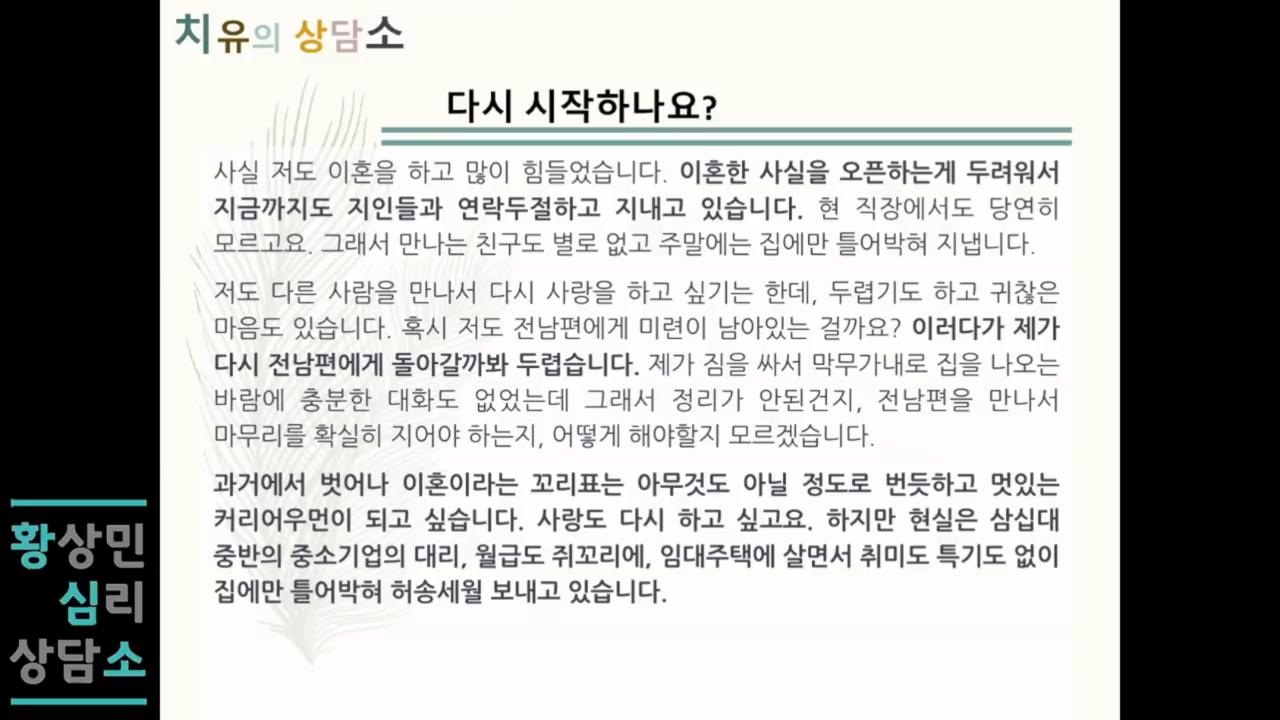 치유의 상담소
다시 시작하나요?
사실 저도 이혼을 하고 많이 힘들었습니다. 이혼한 사실을 오픈하는게 두려워서
지금까지도 지인들과 연락두절하고 지내고 있습니다. 현 직장에서도 당연히
모르고요. 그래서 만나는 친구도 별로 없고 주말에는 집에만 틀어박혀 지냅니다.
저도 다른 사람을 만나서 다시 사랑을 하고 싶기는 한데, 두렵기도 하고 귀찮은
마음도 있습니다. 혹시 저도 전남편에게 미련이 남아있는 걸까요? 이러다가 제가
다시 전남편에게 돌아갈까봐 두렵습니다. 제가 짐을 싸서 막무가내로 집을 나오는
바람에 충분한 대화도 없었는데 그래서 정리가 안된건지, 전남편을 만나서
마무리를 확실히 지어야 하는지, 어떻게 해야할지 모르겠습니다.
과거에서 벗어나 이혼이라는 꼬리표는 아무것도 아닐 정도로 번듯하고 멋있는
커리어우먼이 되고 싶습니다. 사랑도 다시 하고 싶고요. 하지만 현실은 삼십대
중반의 중소기업의 대리, 월급도 쥐꼬리에, 임대주택에 살면서 취미도 특기도 없이
집에만 틀어박혀 허송세월 보내고 있습니다.
황상민
심리
상담소